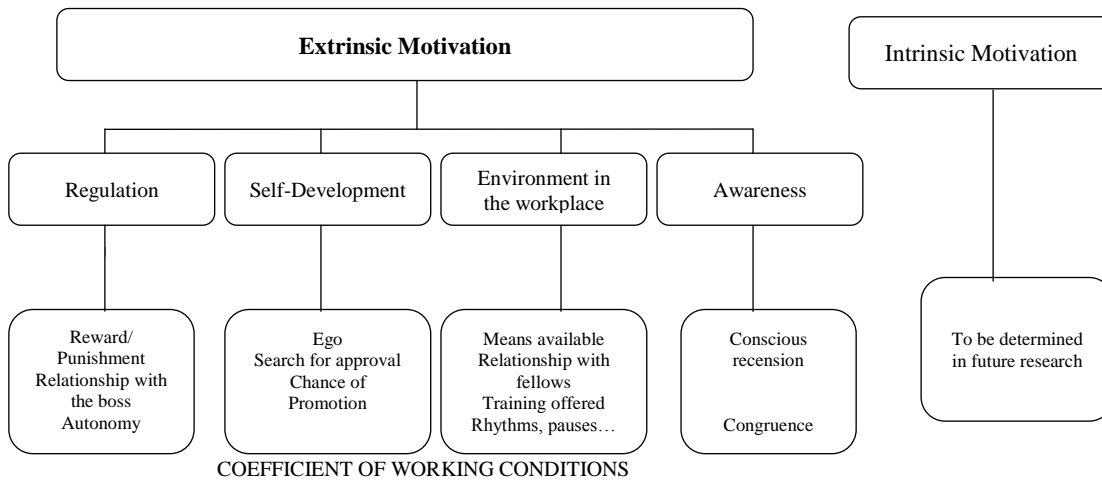 Extrinsic Motivation
Intrinsic Motivation
Regulation
Self-Development
Environment in
the workplace
Awareness
Reward/
Punishment
Relationship with
the boss
Autonomy
Ego
Search for approval
Chance of
Promotion
Means available
Relationship with
fellows
Training offered
Rhythms, pauses…
Conscious
recension
Congruence
To be determined
in future research
COEFFICIENT OF WORKING CONDITIONS